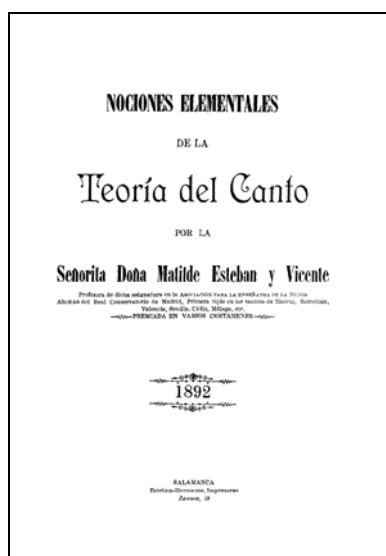 NOCIONES ELEMENTALES
DE LA
Teoría del Canto
POR LA
Señorita Doña Matilde Esteban y Vicente
Profesora de dicha asignatura en la ASOCIACIÓN PARA LA ENSEÑANZA DE LA MUJER
Alumna del Real Conservatorio de Madrid, Primera tiple en los teatros de Madrid, Barcelona,
Valencia, Sevilla, Cádiz, Málaga, etc.
PREMIADA EN VARIOS CERTÁMENES
1892
SALAMANCA
Esteban-Hermanos, Impresores